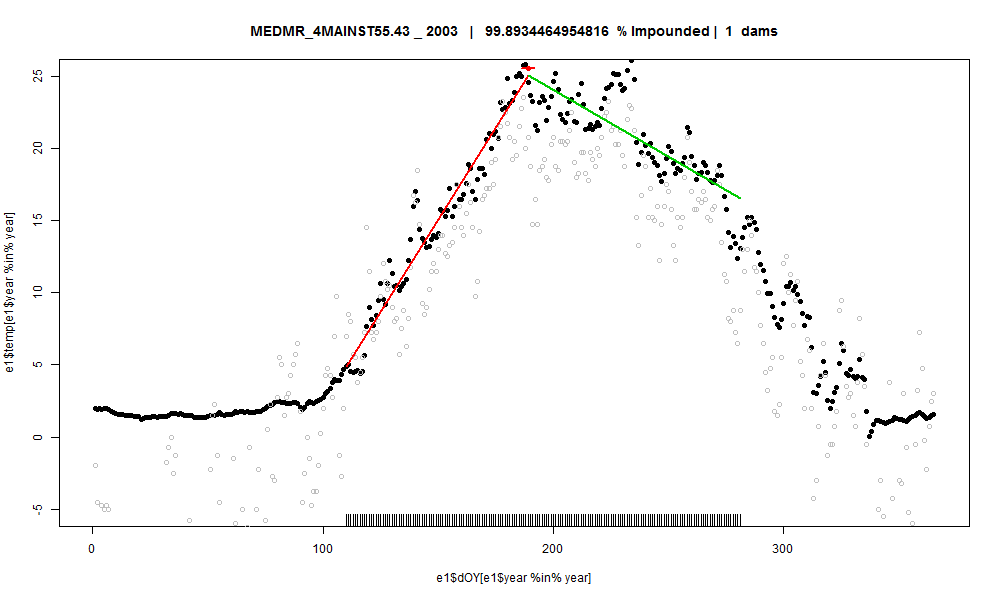 MEDMR_4MAINST55.43 _ 2003 | 99.8934464954816 % Impounded | 1 dams
e1$temp[e1$year %in% year]
25
20
15
10
5
0
-5
0 100 200 300
e1$dOY[e1$year %in% year]